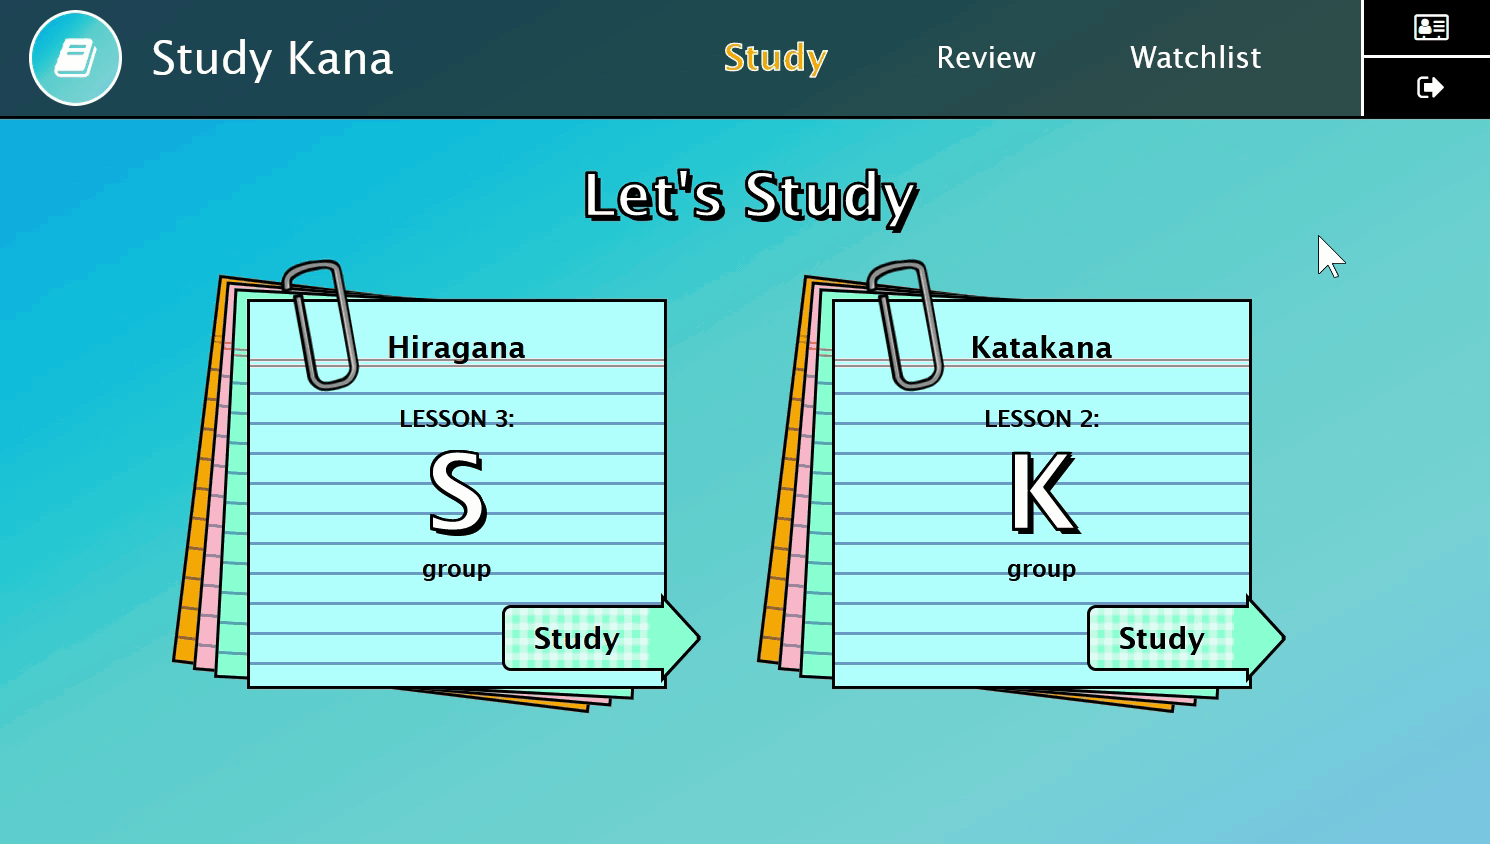 Study Kana
Study
Review
Watchlist
Let's Study
Hiragana
LESSON 3:
S
group
Study
Katakana
LESSON 2:
K
group
Study